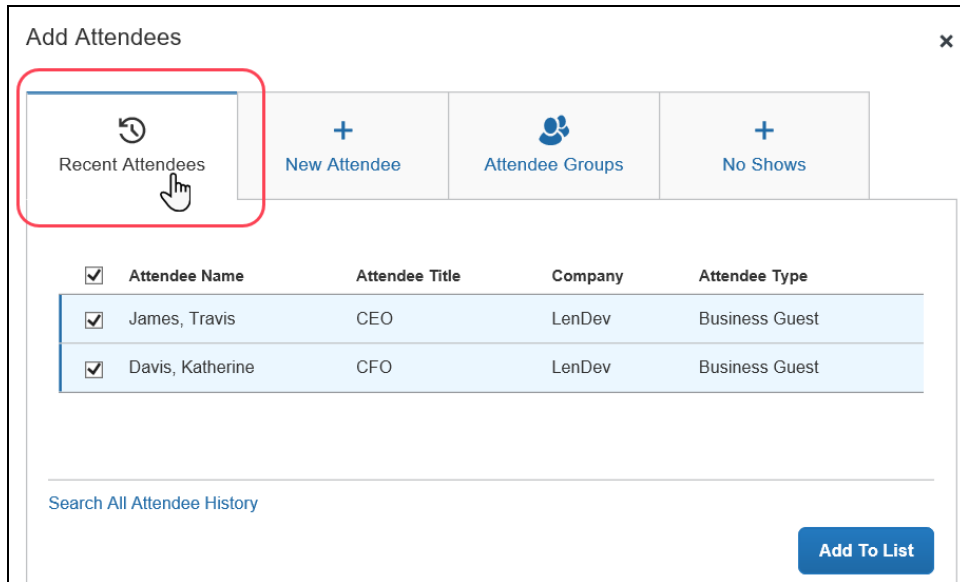 Add Attendees
Recent Attendees
New Attendee
Attendee Groups
No Shows
Attendee Name Attendee Title Company Attendee Type
James, Travis CEO LenDev Business Guest
Davis, Katherine CFO LenDev Business Guest
Search All Attendee History
Add To List